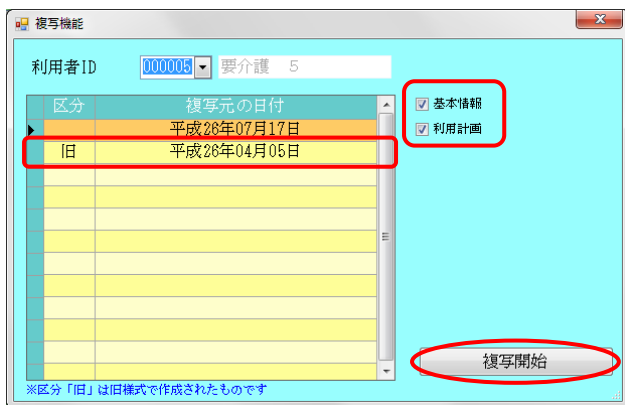 複写機能
利用者ID 000005 要介護 5
区分 複写元の日付
平成26年07月17日
旧 平成26年04月05日
基本情報
利用計画
複写開始
※区分「旧」は旧様式で作成されたものです